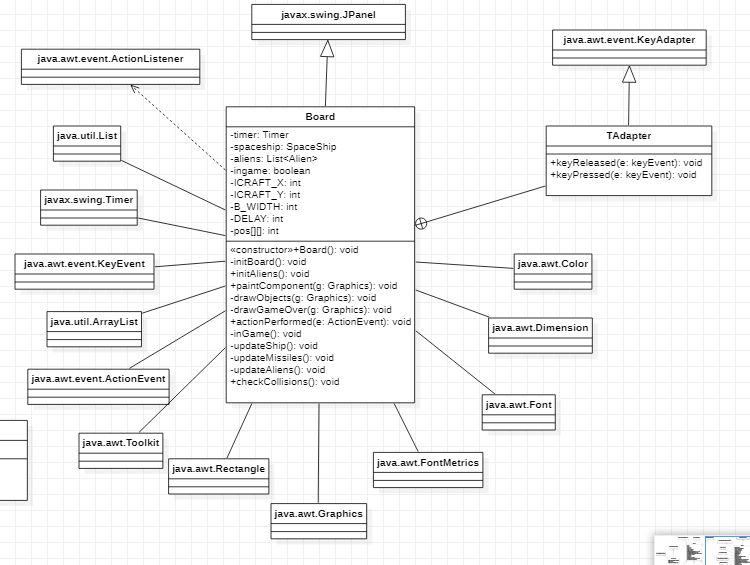 javax.swing.JPanel
java.awt.event.KeyAdapter
java.awt.event.ActionListener
Board
-timer: Timer
-spaceship: SpaceShip
-aliens: List<Alien>
-ingame: boolean
-ICRAFT_X: int
-ICRAFT_Y: int
-B_WIDTH: int
-DELAY: int
-pos[][]: int
«constructor»+Board(): void
-initBoard(): void
+initAliens(): void
+paintComponent(g: Graphics): void
-drawObjects(g: Graphics): void
-drawGameOver(g: Graphics): void
+actionPerformed(e: ActionEvent): void
-inGame(): void
-updateShip(): void
-updateMissiles(): void
-updateAliens(): void
+checkCollisions(): void
TAdapter
+keyReleased(e: keyEvent): void
+keyPressed(e: keyEvent): void
java.util.List
javax.swing.Timer
java.awt.event.KeyEvent
java.util.ArrayList
java.awt.event.ActionEvent
java.awt.Toolkit
java.awt.Rectangle
java.awt.Graphics
java.awt.FontMetrics
java.awt.Font
java.awt.Dimension
java.awt.Color